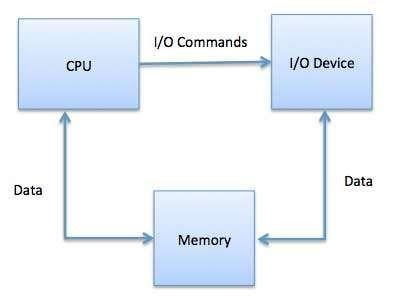 I/O Commands
CPU
I/O Device
Data
Data
Memory